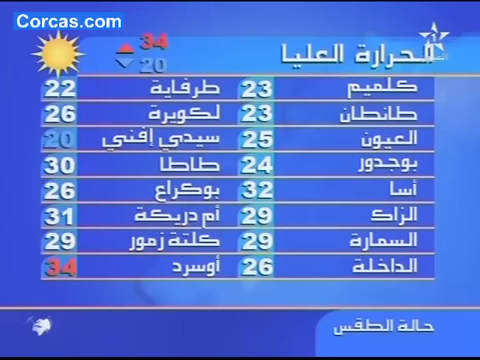 Corcas.com
الحرارة العليا
34
20
كلميم 23 طرفاية 22
طانطان 23 لكويرة 26
العيون 25 سيدي إفني 20
بوجدور 24 طاطا 30
أسا 32 بوكراع 26
الزاك 29 أم دريكة 31
السمارة 29 كلتة زمور 29
الداخلة 26 أوسرد 34
حالة الطقس